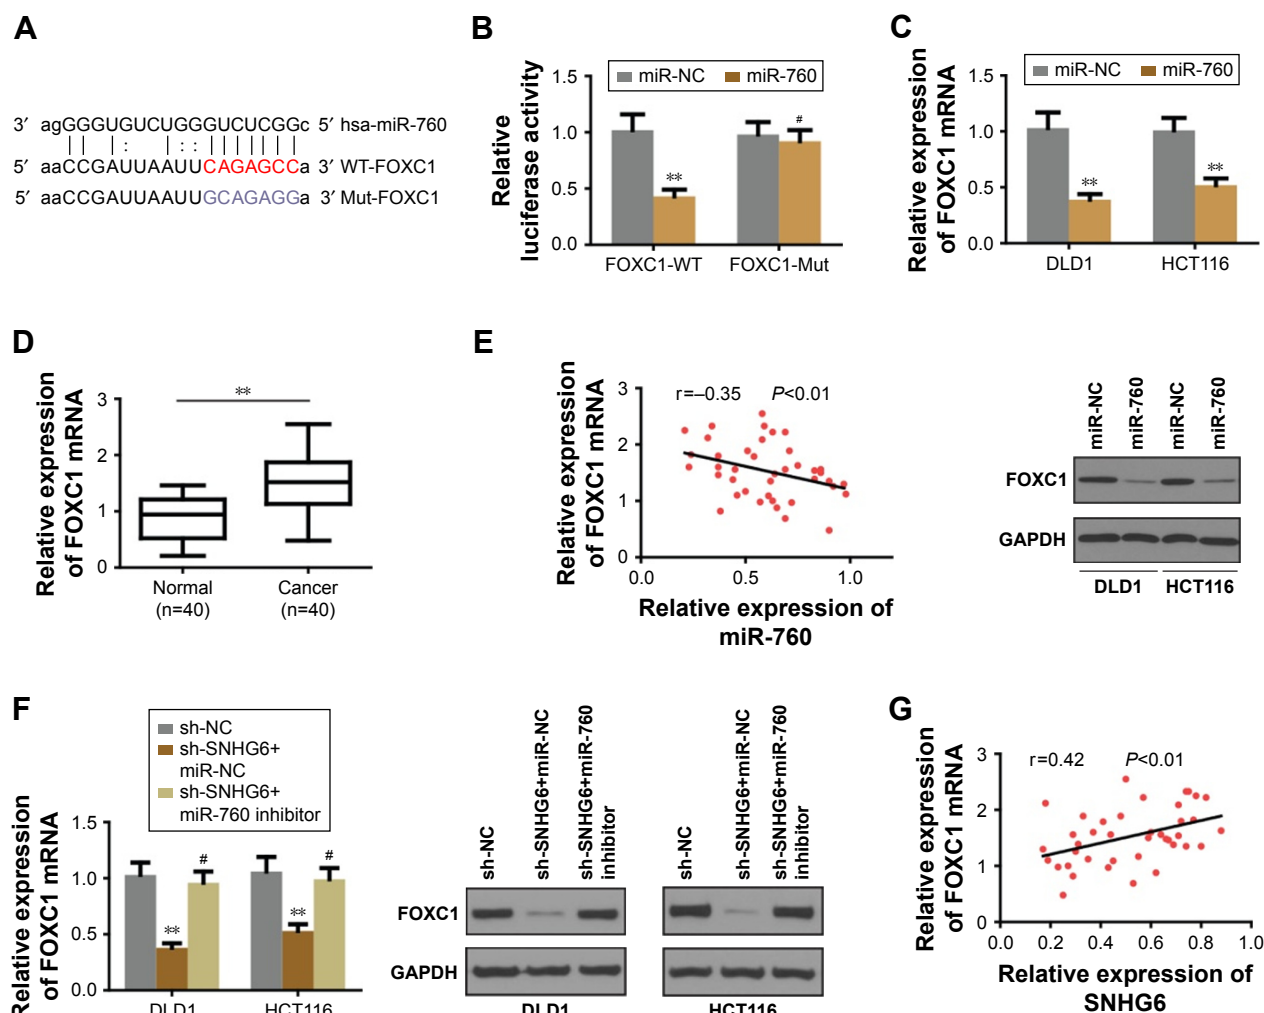 A
3′ agGGGUGUCUGGGUCUCGGc 5′ hsa-miR-760
5′ aaCCGAUUAAUUCAGAGCCa 3′ WT-FOXC1
5′ aaCCGAUUAAUUGCAGAGGa 3′ Mut-FOXC1
B
Relative
luciferase activity
miR-NC miR-760
1.5
1.0
0.5
0.0
**
#
FOXC1-WT FOXC1-Mut
C
Relative expression
of FOXC1 mRNA
miR-NC miR-760
1.5
1.0
0.5
0.0
**
**
DLD1 HCT116
D
Relative expression
of FOXC1 mRNA
3
2
1
0
**
Normal
(n=40)
Cancer
(n=40)
E
Relative expression
of FOXC1 mRNA
3
2
1
0
r=–0.35 P<0.01
0.0 0.5 1.0
Relative expression of
miR-760
miR-NC
miR-760
miR-NC
miR-760
FOXC1
GAPDH
DLD1 HCT116
F
sh-NC
sh-SNHG6+
miR-NC
sh-SNHG6+
miR-760 inhibitor
Relative expression
of FOXC1 mRNA
1.5
1.0
0.5
0.0
**
#
**
#
DLD1 HCT116
sh-NC
sh-SNHG6+miR-NC
sh-SNHG6+miR-760
inhibitor
sh-NC
sh-SNHG6+miR-NC
sh-SNHG6+miR-760
inhibitor
FOXC1
GAPDH
DLD1 HCT116
G
Relative expression
of FOXC1 mRNA
3
2
1
0
r=0.42 P<0.01
0.0 0.2 0.4 0.6 0.8 1.0
Relative expression of
SNHG6